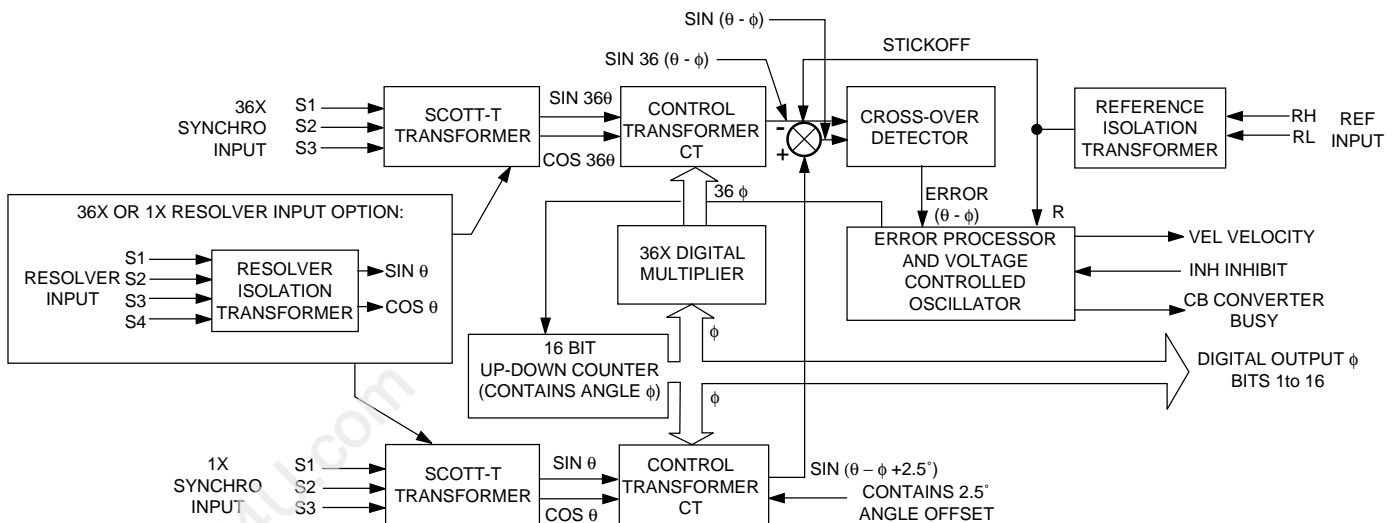 SIN (θ - ϕ)
STICKOFF
SIN 36 (θ - ϕ)
36X
SYNCHRO
INPUT
S1
S2
S3
SCOTT-T
TRANSFORMER
SIN 36θ
COS 36θ
CONTROL
TRANSFORMER
CT
-
+
CROSS-OVER
DETECTOR
REFERENCE
ISOLATION
TRANSFORMER
RH
RL
REF
INPUT
36 ϕ
ERROR
(θ - ϕ)
R
36X OR 1X RESOLVER INPUT OPTION:
RESOLVER
INPUT
S1
S2
S3
S4
RESOLVER
ISOLATION
TRANSFORMER
SIN θ
COS θ
36X DIGITAL
MULTIPLIER
ERROR PROCESSOR
AND VOLTAGE
CONTROLLED
OSCILLATOR
VEL VELOCITY
INH INHIBIT
CB CONVERTER
BUSY
ϕ
16 BIT
UP-DOWN COUNTER
(CONTAINS ANGLE ϕ)
ϕ
DIGITAL OUTPUT ϕ
BITS 1to 16
1X
SYNCHRO
INPUT
S1
S2
S3
SCOTT-T
TRANSFORMER
SIN θ
COS θ
CONTROL
TRANSFORMER
CT
SIN (θ – ϕ +2.5˚)
CONTAINS 2.5˚
ANGLE OFFSET
4U.com